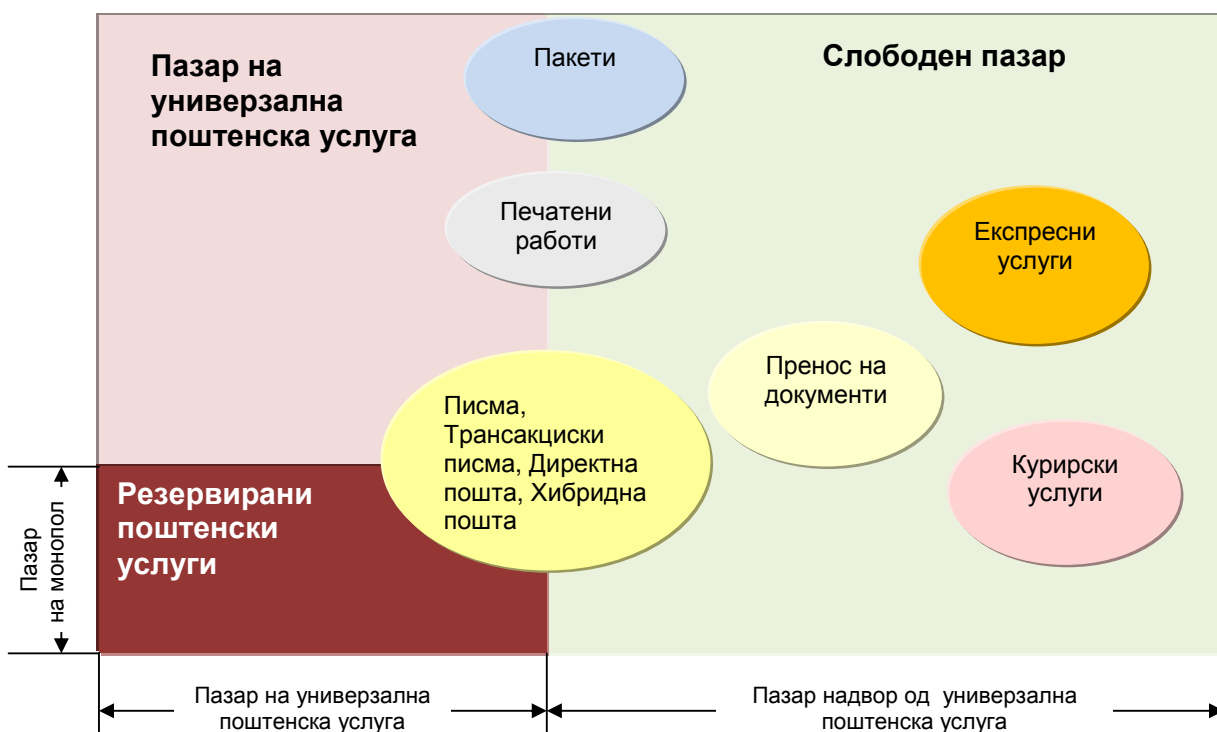 Пазар на
универзална
поштенска услуга
Пакети
Слободен пазар
Печатени
работи
Експресни
услуги
Пренос на
документи
Писма,
Трансакциски
писма, Директна
пошта, Хибридна
пошта
Курирски
услуги
Резервирани
поштенски
услуги
Пазар
на монопол
Пазар на универзална
поштенска услуга
Пазар надвор од универзална
поштенска услуга